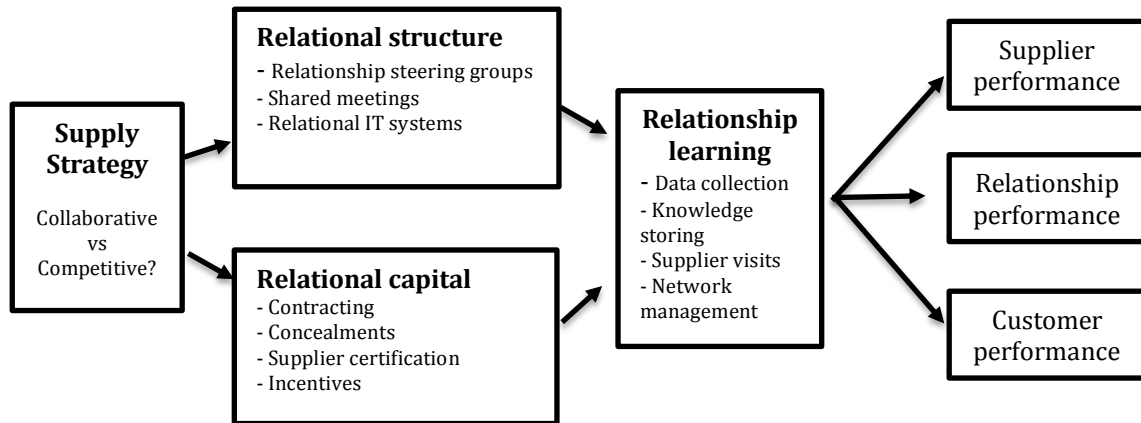 Supply
Strategy
Collaborative
vs
Competitive?
Relational structure
- Relationship steering groups
- Shared meetings
- Relational IT systems
Relational capital
- Contracting
- Concealments
- Supplier certification
- Incentives
Relationship
learning
- Data collection
- Knowledge
storing
- Supplier visits
- Network
management
Supplier
performance
Relationship
performance
Customer
performance